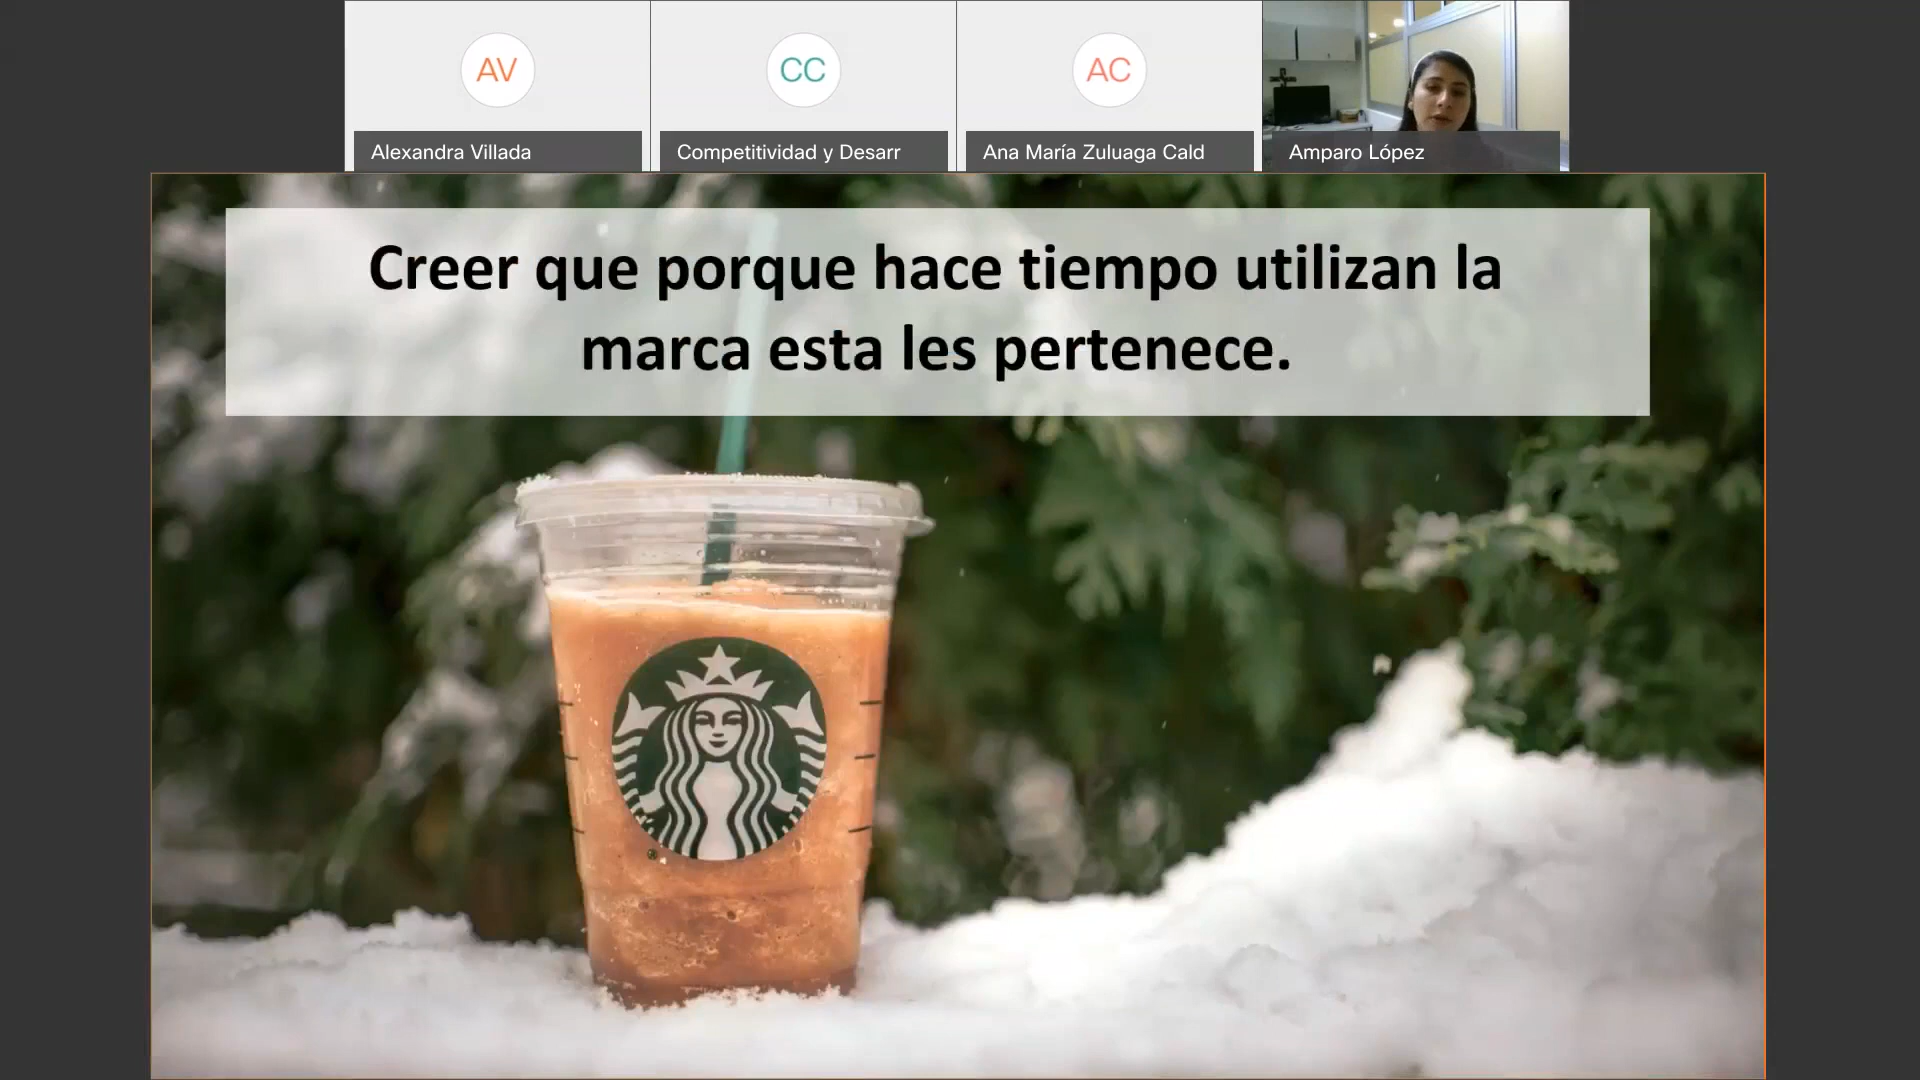 AV
CC
AC
Alexandra Villada
Competitividad y Desarr
Ana María Zuluaga Cald
Amparo López
Creer que porque hace tiempo utilizan la
marca esta les pertenece.